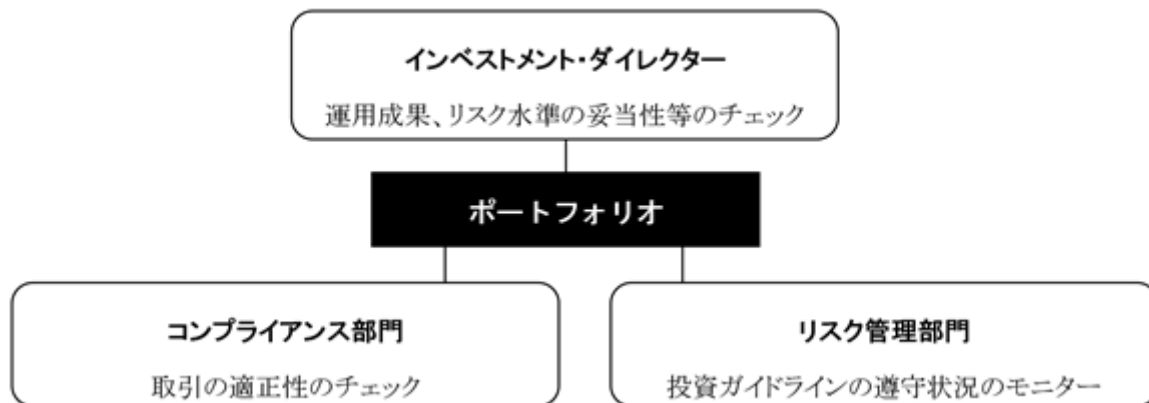 インベストメント・ダイレクター
運用成果、リスク水準の妥当性等のチェック
ポートフォリオ
コンプライアンス部門
取引の適正性のチェック
リスク管理部門
投資ガイドラインの遵守状況のモニター